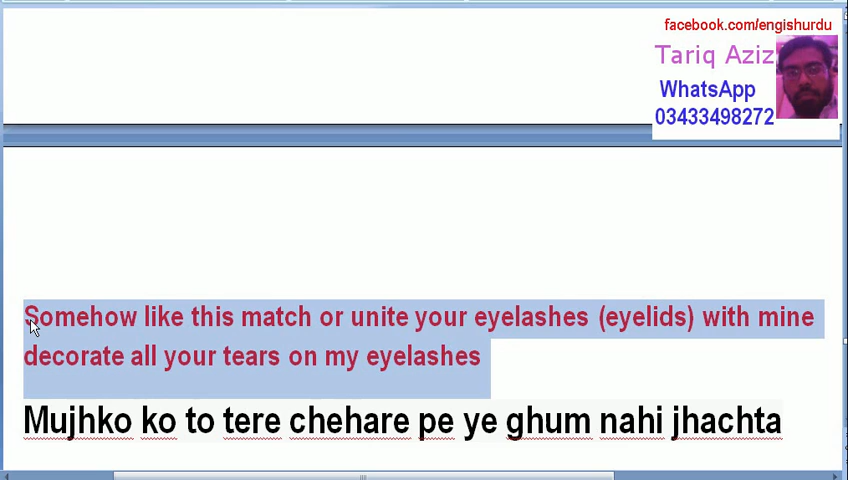 facebook.com/engishurdu
Tariq Aziz
WhatsApp
03433498272
Somehow like this match or unite your eyelashes (eyelids) with mine
decorate all your tears on my eyelashes
Mujhko ko to tere chehare pe ye ghum nahi jhachta